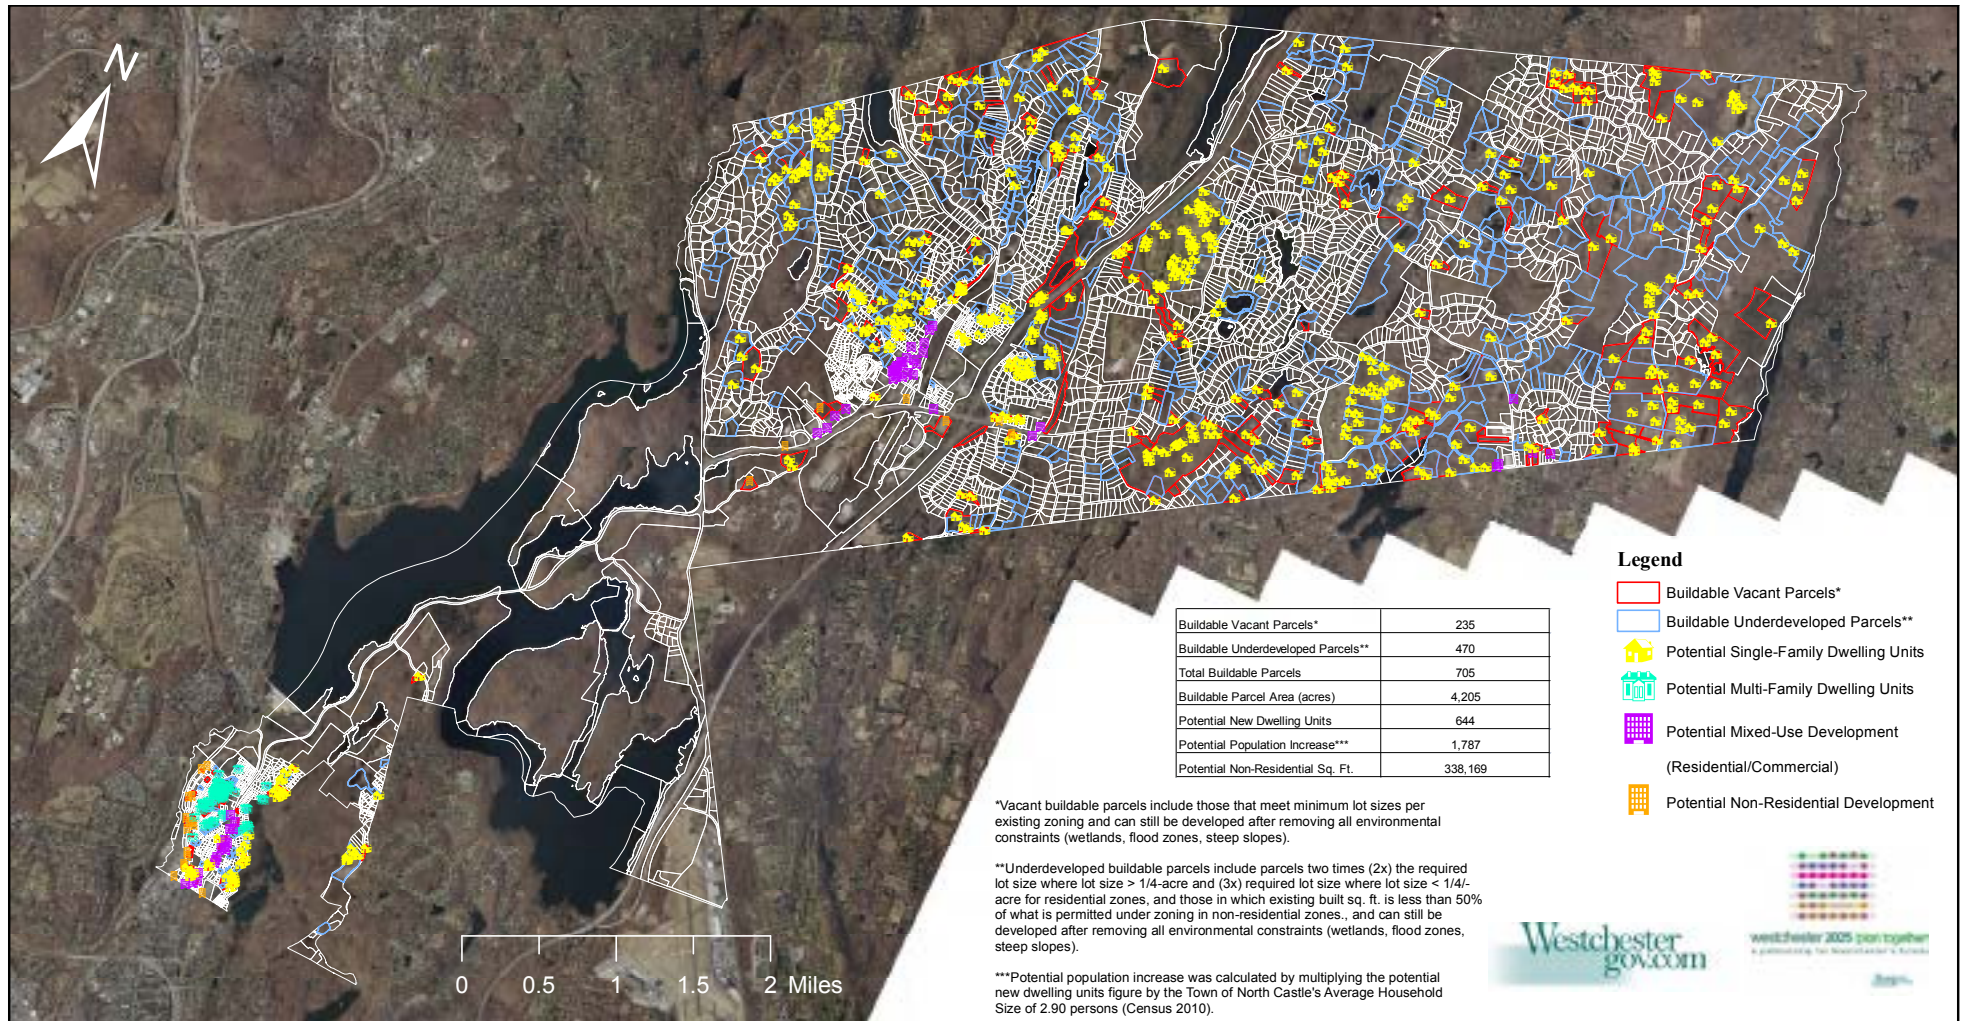 N
Legend
Buildable Vacant Parcels*
Buildable Underdeveloped Parcels**
Potential Single-Family Dwelling Units
Potential Multi-Family Dwelling Units
Potential Mixed-Use Development
(Residential/Commercial)
Potential Non-Residential Development
Buildable Vacant Parcels* 235
Buildable Underdeveloped Parcels** 470
Total Buildable Parcels 705
Buildable Parcel Area (acres) 4,205
Potential New Dwelling Units 644
Potential Population Increase*** 1,787
Potential Non-Residential Sq. Ft. 338,169
*Vacant buildable parcels include those that meet minimum lot sizes per
existing zoning and can still be developed after removing all environmental
constraints (wetlands, flood zones, steep slopes).
**Underdeveloped buildable parcels include parcels two times (2x) the required
lot size where lot size > 1/4-acre and (3x) required lot size where lot size < 1/4/-
acre for residential zones, and those in which existing built sq. ft. is less than 50%
of what is permitted under zoning in non-residential zones., and can still be
developed after removing all environmental constraints (wetlands, flood zones,
steep slopes).
***Potential population increase was calculated by multiplying the potential
new dwelling units figure by the Town of North Castle's Average Household
Size of 2.90 persons (Census 2010).
Westchester
gov.com
westchester 2025 plan together
0 0.5 1 1.5 2 Miles